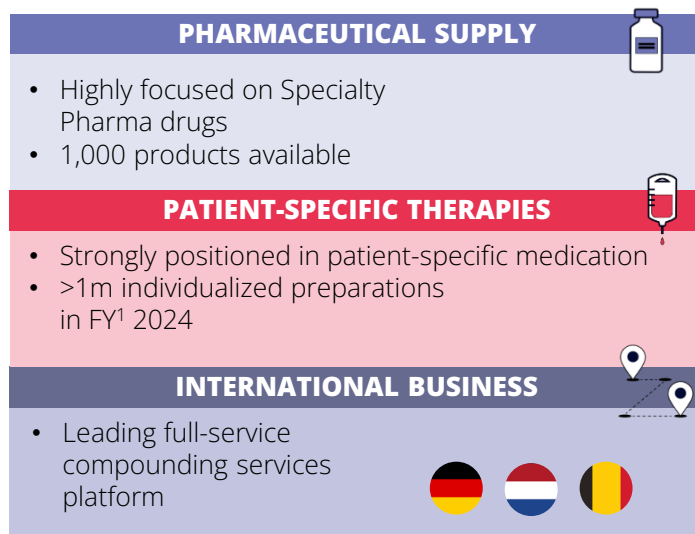 PHARMACEUTICAL SUPPLY
• Highly focused on Specialty
Pharma drugs
• 1,000 products available
PATIENT-SPECIFIC THERAPIES
• Strongly positioned in patient-specific medication
• >1m individualized preparations
in FY¹ 2024
INTERNATIONAL BUSINESS
• Leading full-service
compounding services
platform